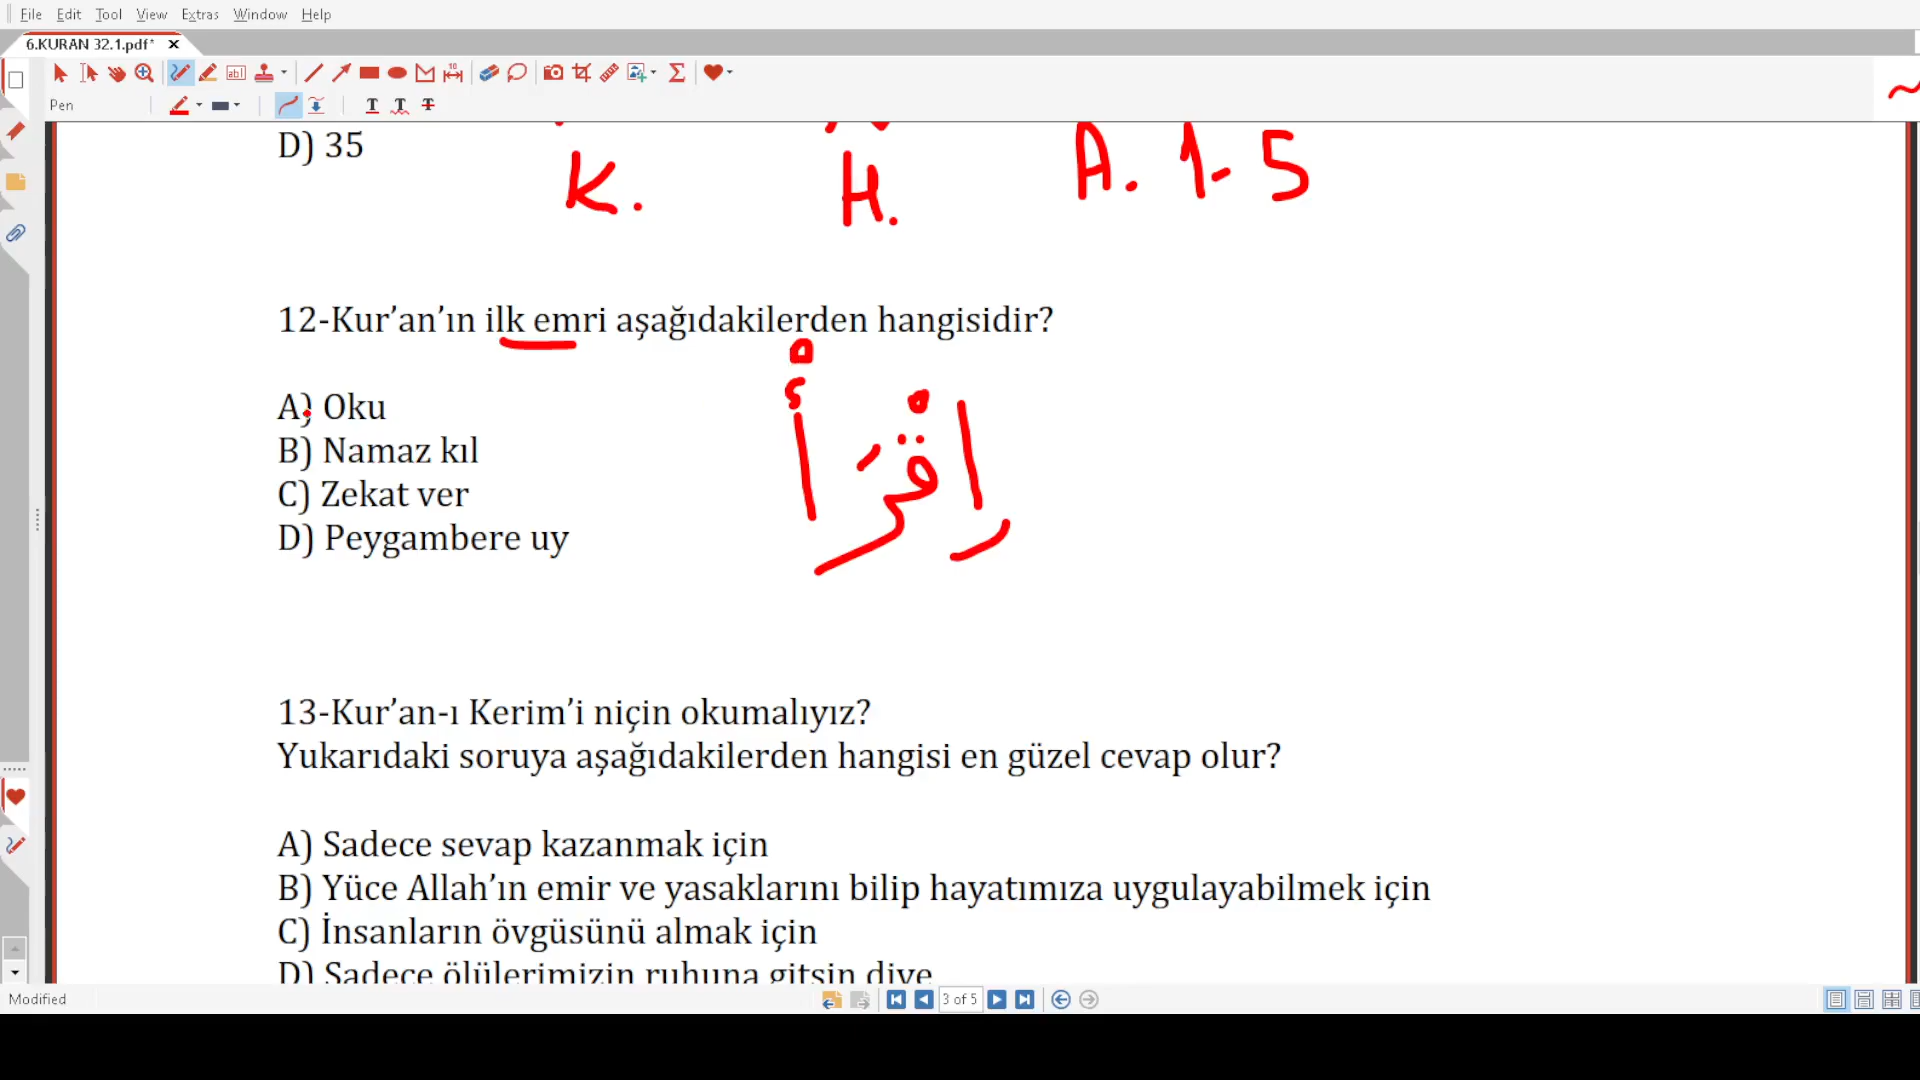 File Edit Tool View Extras Window Help
6.KURAN 32.1.pdf*
Pen
D) 35
K. H. A. 1-5
12-Kur’an’ın ilk emri aşağıdakilerden hangisidir?
A) Oku
B) Namaz kıl
C) Zekat ver
D) Peygambere uy
اِقْرَأْ
13-Kur’an-ı Kerim’i niçin okumalıyız?
Yukarıdaki soruya aşağıdakilerden hangisi en güzel cevap olur?
A) Sadece sevap kazanmak için
B) Yüce Allah’ın emir ve yasaklarını bilip hayatımıza uygulayabilmek için
C) İnsanların övgüsünü almak için
D) Sadece ölülerimizin ruhuna gitsin diye
Modified
3 of 5